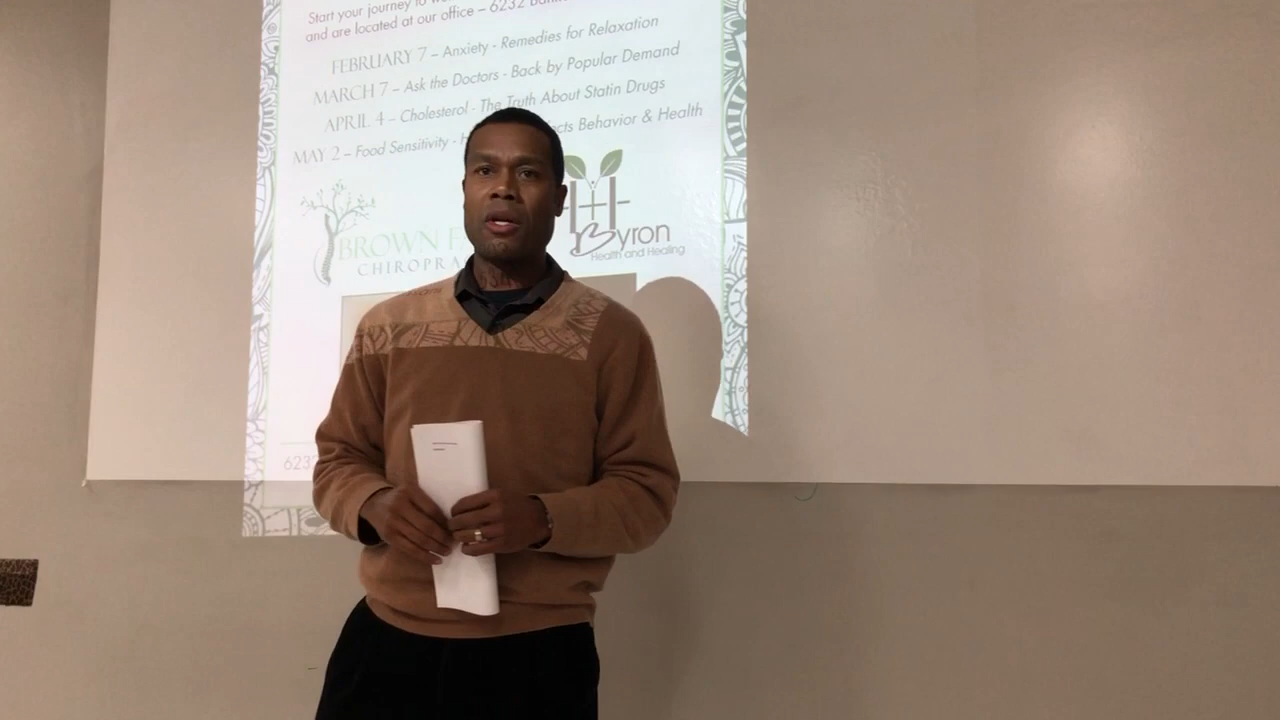 Start your journey to
and are located at our office – 6232
FEBRUARY 7 – Anxiety - Remedies for Relaxation
MARCH 7 – Ask the Doctors - Back by Popular Demand
APRIL 4 – Cholesterol - The Truth About Statin Drugs
MAY 2 – Food Sensitivity - Behavior & Health
BROWN
CHIROPRA
H+H
Byron
Health and Healing
6232